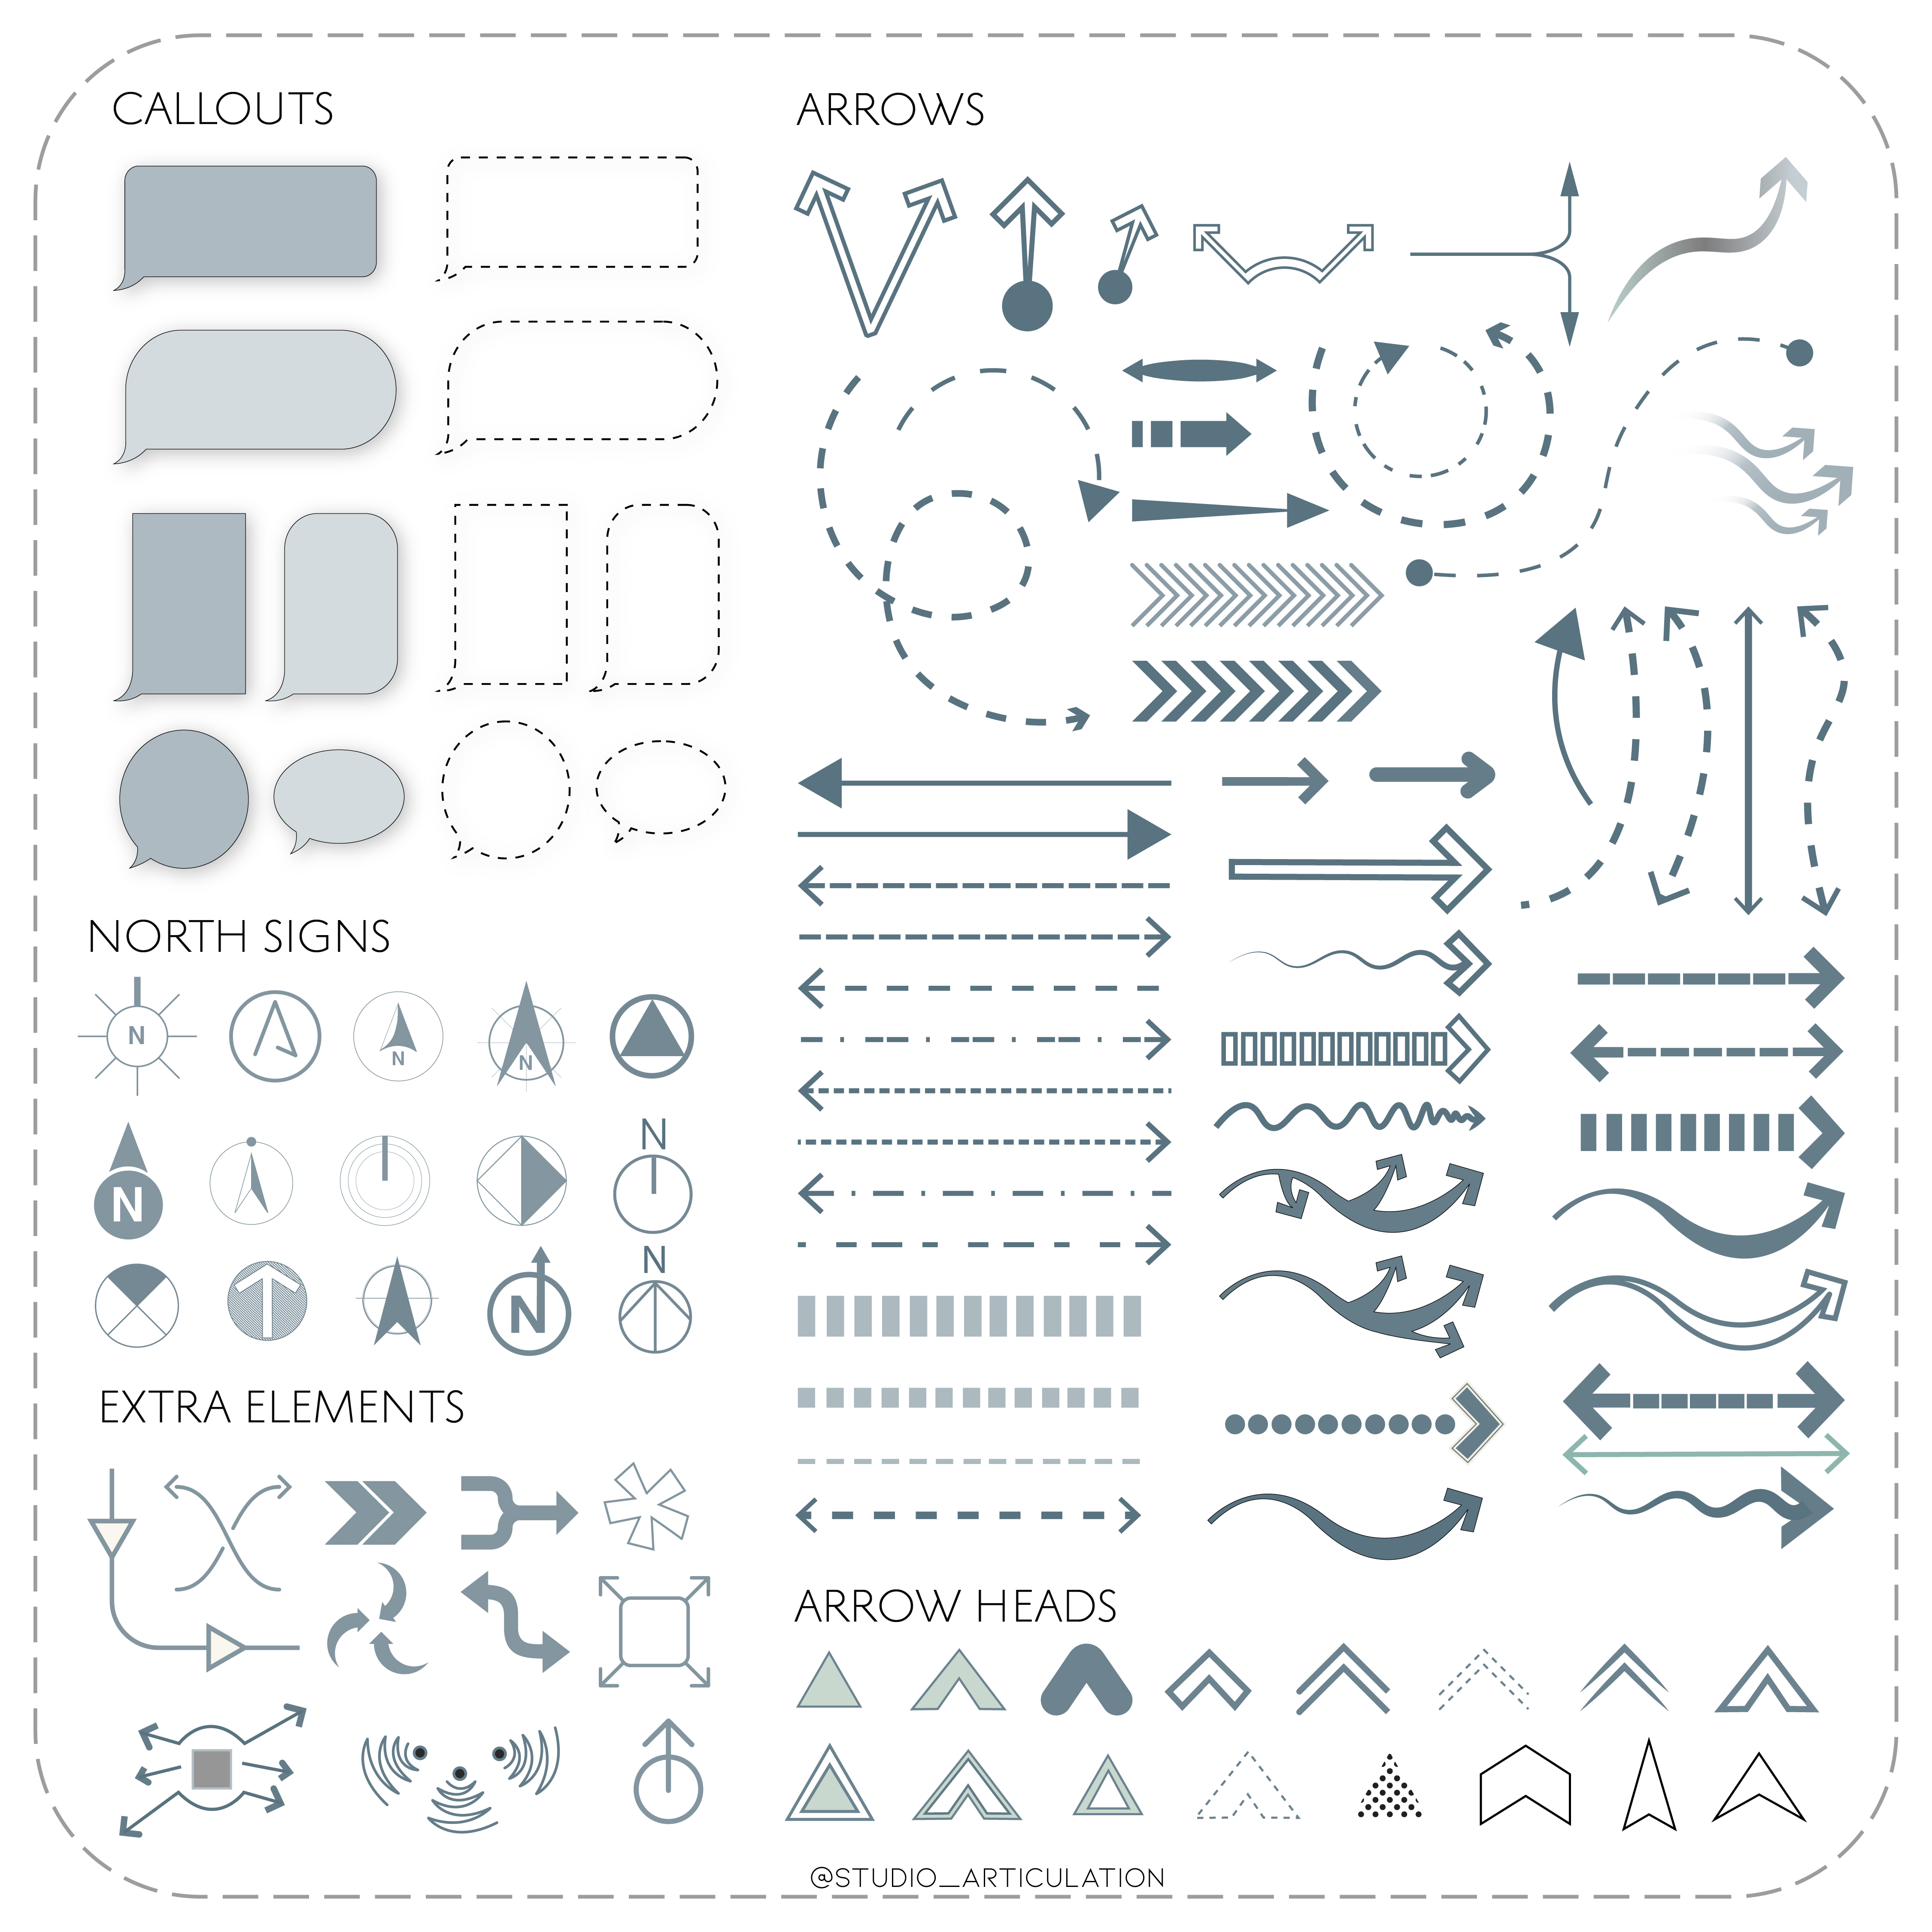 CALLOUTS
ARROWS
NORTH SIGNS
N
N
N
N
N
N
N
N
EXTRA ELEMENTS
ARROW HEADS
@STUDIO_ARTICULATION